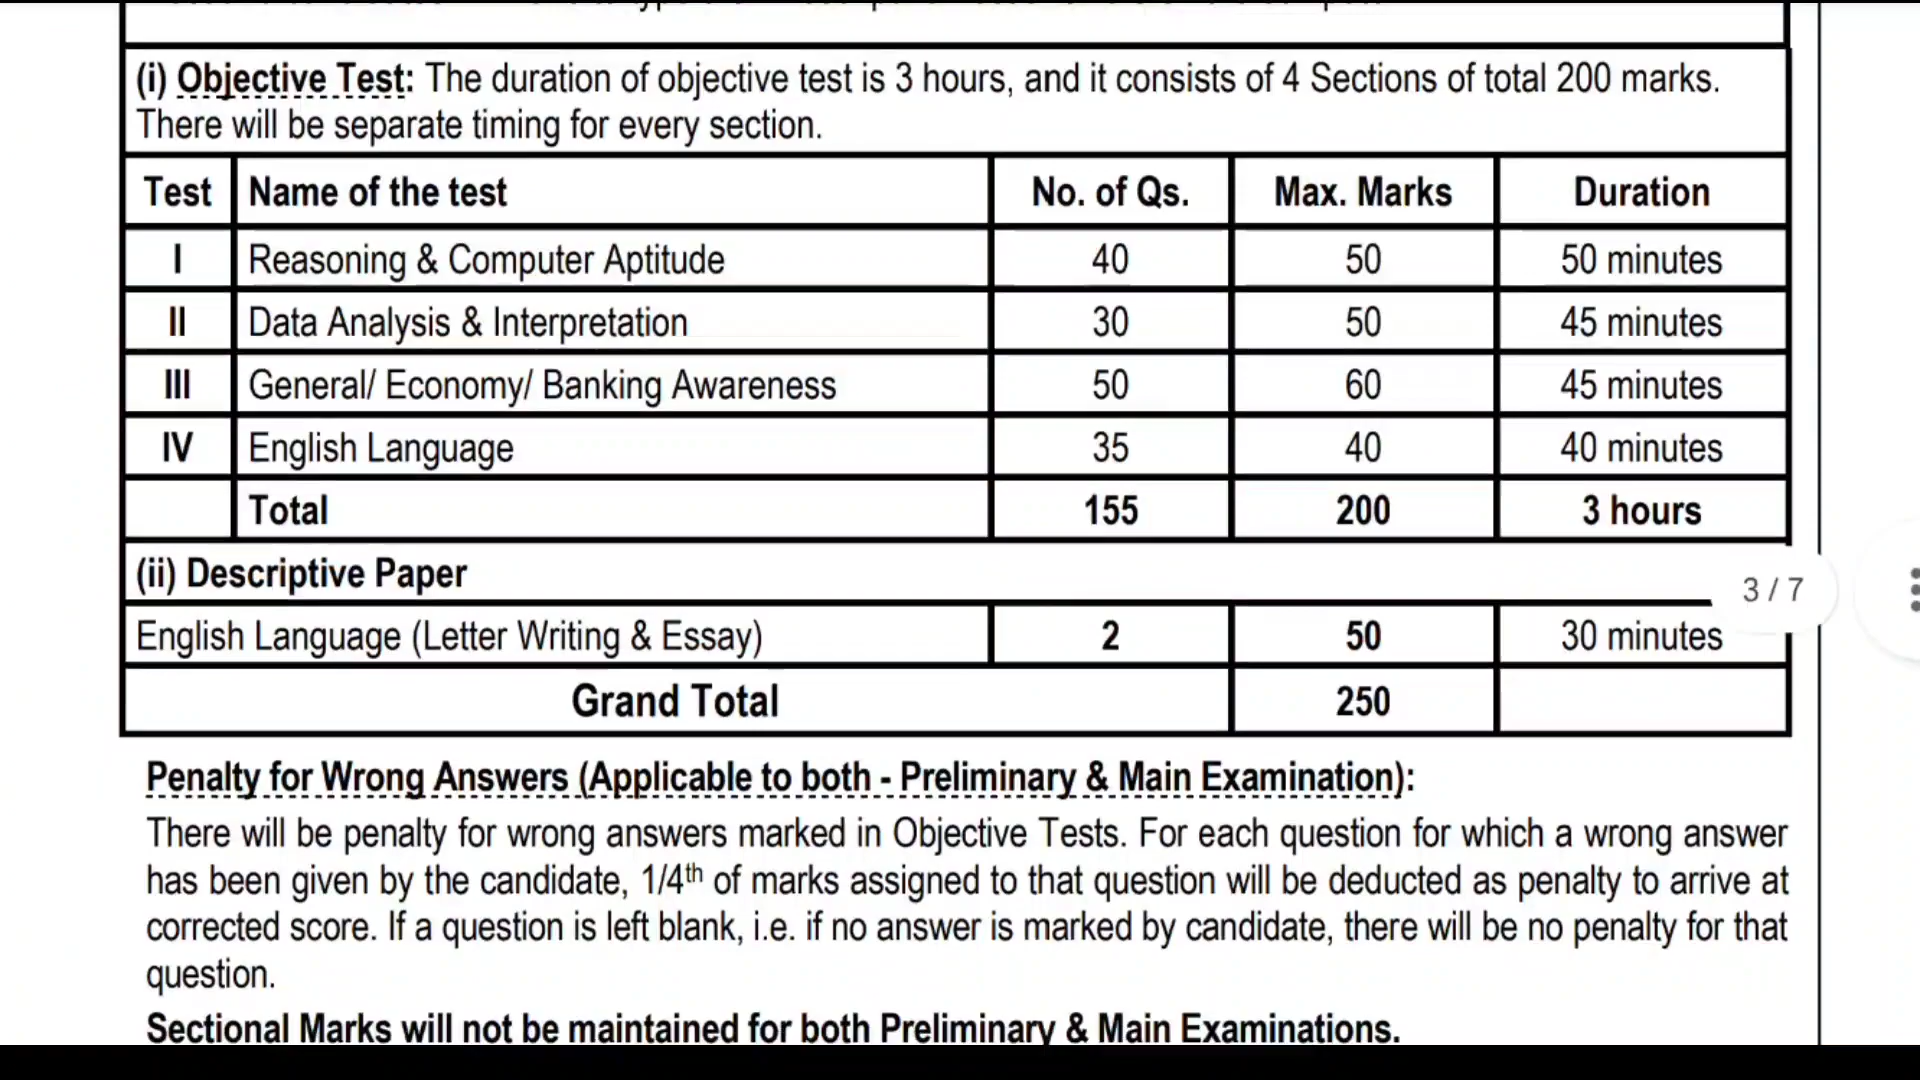 (i) Objective Test: The duration of objective test is 3 hours, and it consists of 4 Sections of total 200 marks.
There will be separate timing for every section.
Test Name of the test No. of Qs. Max. Marks Duration
I Reasoning & Computer Aptitude 40 50 50 minutes
II Data Analysis & Interpretation 30 50 45 minutes
III General/ Economy/ Banking Awareness 50 60 45 minutes
IV English Language 35 40 40 minutes
Total 155 200 3 hours
(ii) Descriptive Paper
3 / 7
English Language (Letter Writing & Essay) 2 50 30 minutes
Grand Total 250
Penalty for Wrong Answers (Applicable to both - Preliminary & Main Examination):
There will be penalty for wrong answers marked in Objective Tests. For each question for which a wrong answer
has been given by the candidate, 1/4th of marks assigned to that question will be deducted as penalty to arrive at
corrected score. If a question is left blank, i.e. if no answer is marked by candidate, there will be no penalty for that
question.
Sectional Marks will not be maintained for both Preliminary & Main Examinations.